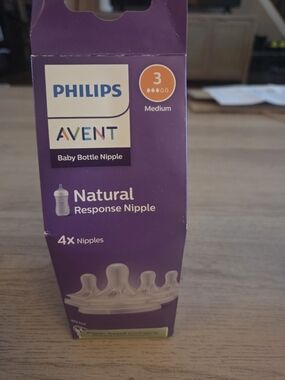 PHILIPS
AVENT
Baby Bottle Nipple
3
Medium
Natural
Response Nipple
4x Nipples